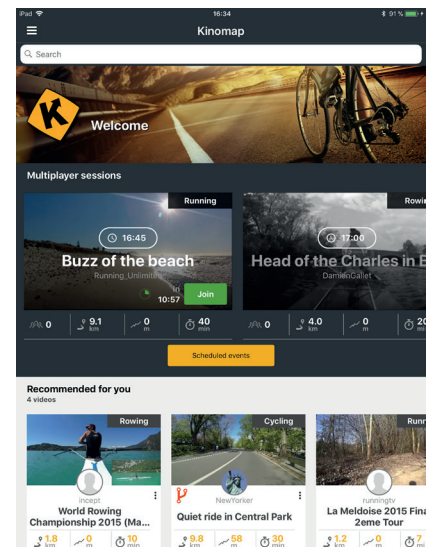 iPad 16:34 91 %
Kinomap
Search
K
Welcome
Multiplayer sessions
Running
16:45
Buzz of the beach
Running_Unlimited
In
10:57
Join
0
9.1
km
0
m
40
min
17:00
Head of the Charles in
DamienGallet
0
4.0
km
0
m
min
Scheduled events
Recommended for you
4 videos
Rowing
incept
World Rowing
Championship 2015 (Ma...
1.8
km
0
m
10
min
Cycling
NewYorker
Quiet ride in Central Park
9.8
km
58
m
30
min
runningtv
La Meldoise 2015
2eme Tour
1.2
km
0
m
7